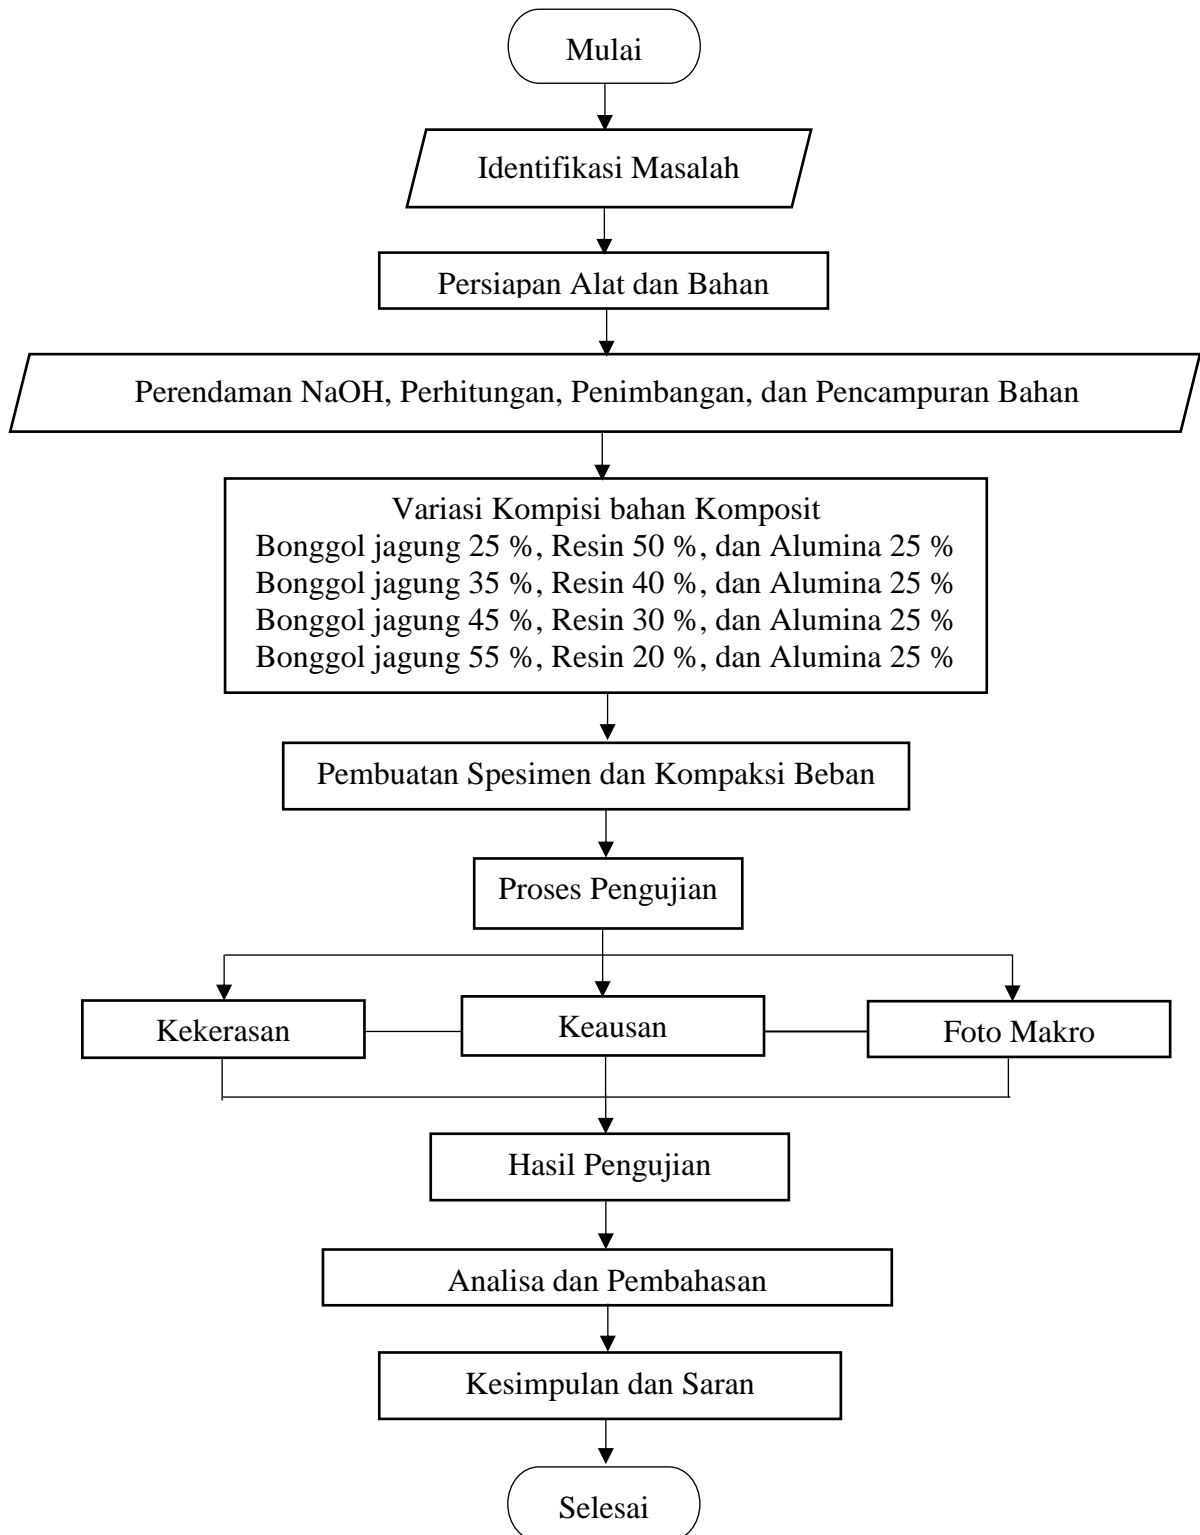 Mulai
Identifikasi Masalah
Persiapan Alat dan Bahan
Perendaman NaOH, Perhitungan, Penimbangan, dan Pencampuran Bahan
Variasi Kompisi bahan Komposit
Bonggol jagung 25 %, Resin 50 %, dan Alumina 25 %
Bonggol jagung 35 %, Resin 40 %, dan Alumina 25 %
Bonggol jagung 45 %, Resin 30 %, dan Alumina 25 %
Bonggol jagung 55 %, Resin 20 %, dan Alumina 25 %
Pembuatan Spesimen dan Kompaksi Beban
Proses Pengujian
Kekerasan
Keausan
Foto Makro
Hasil Pengujian
Analisa dan Pembahasan
Kesimpulan dan Saran
Selesai